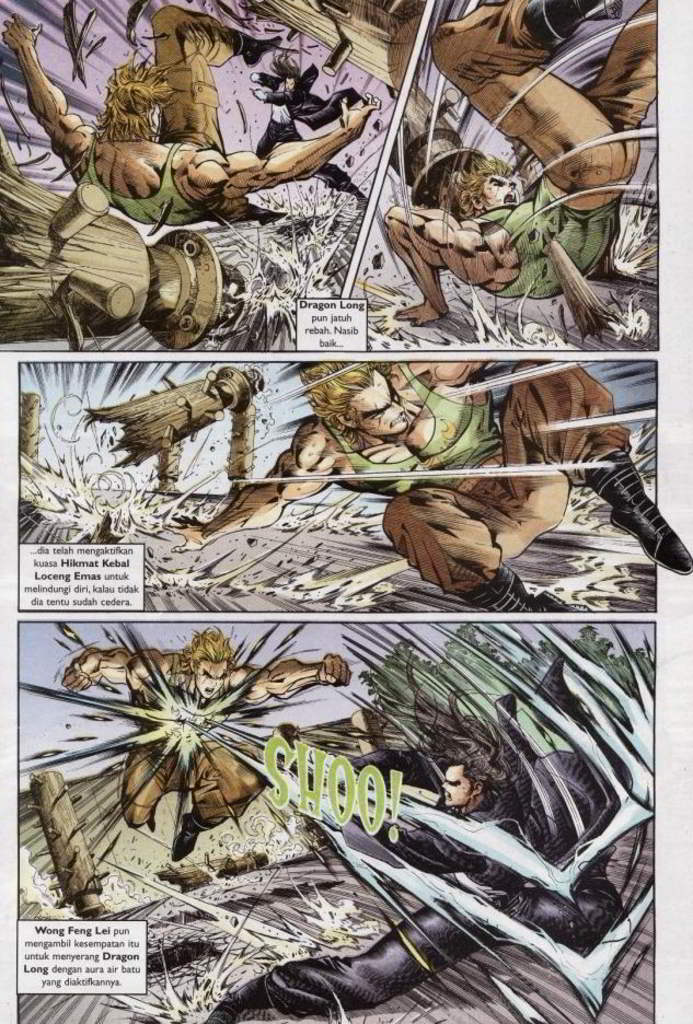 Dragon Long
pun jatuh
rebah. Nasib
baik...
...dia telah mengaktifkan
kuasa Hikmat Kebal
Loceng Emas untuk
melindungi diri, kalau tidak
dia tentu sudah cedera.
SHOO!
Wong Feng Lei pun
mengambil kesempatan itu
untuk menyerang Dragon
Long dengan aura air batu
yang diaktifkannya.